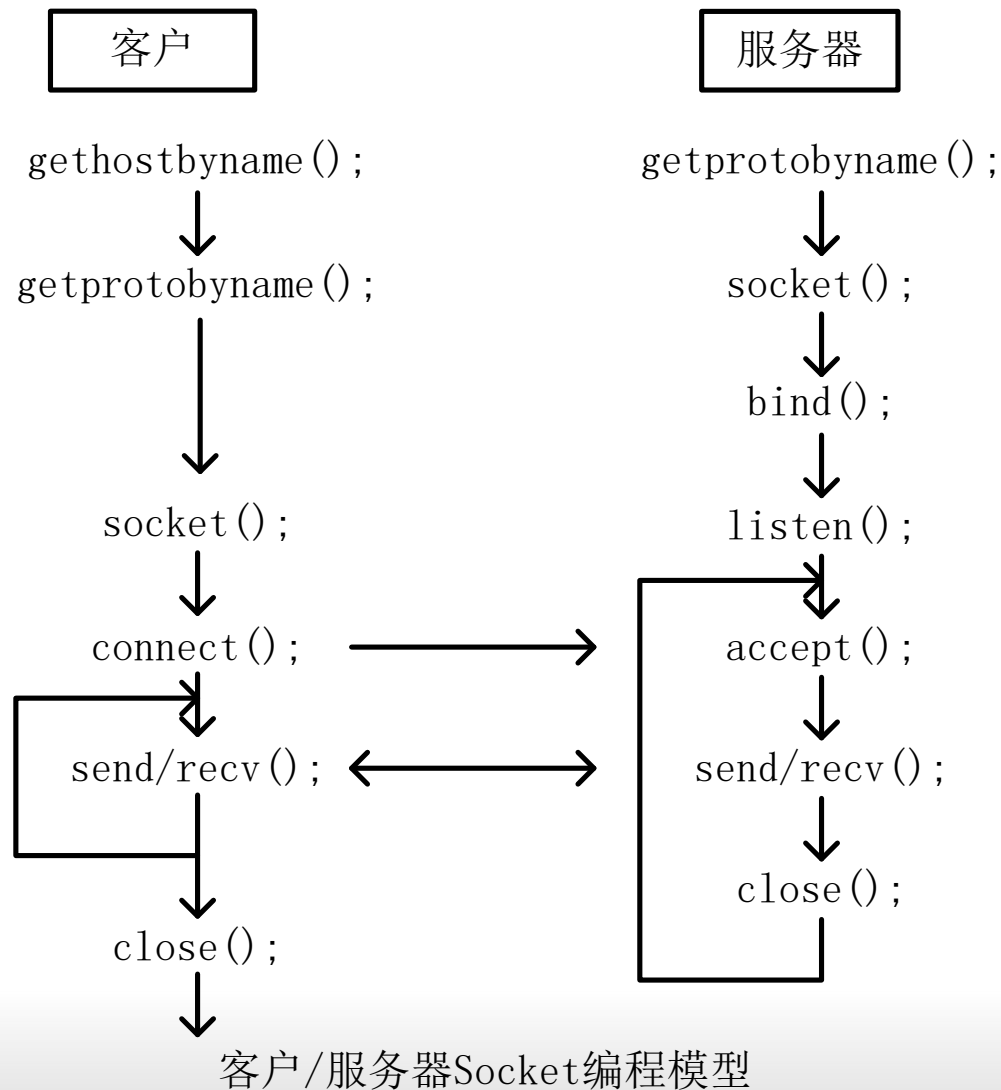 客户
gethostbyname();
getprotobyname();
socket();
connect();
send/recv();
close();
服务器
getprotobyname();
socket();
bind();
listen();
accept();
send/recv();
close();
客户/服务器Socket编程模型